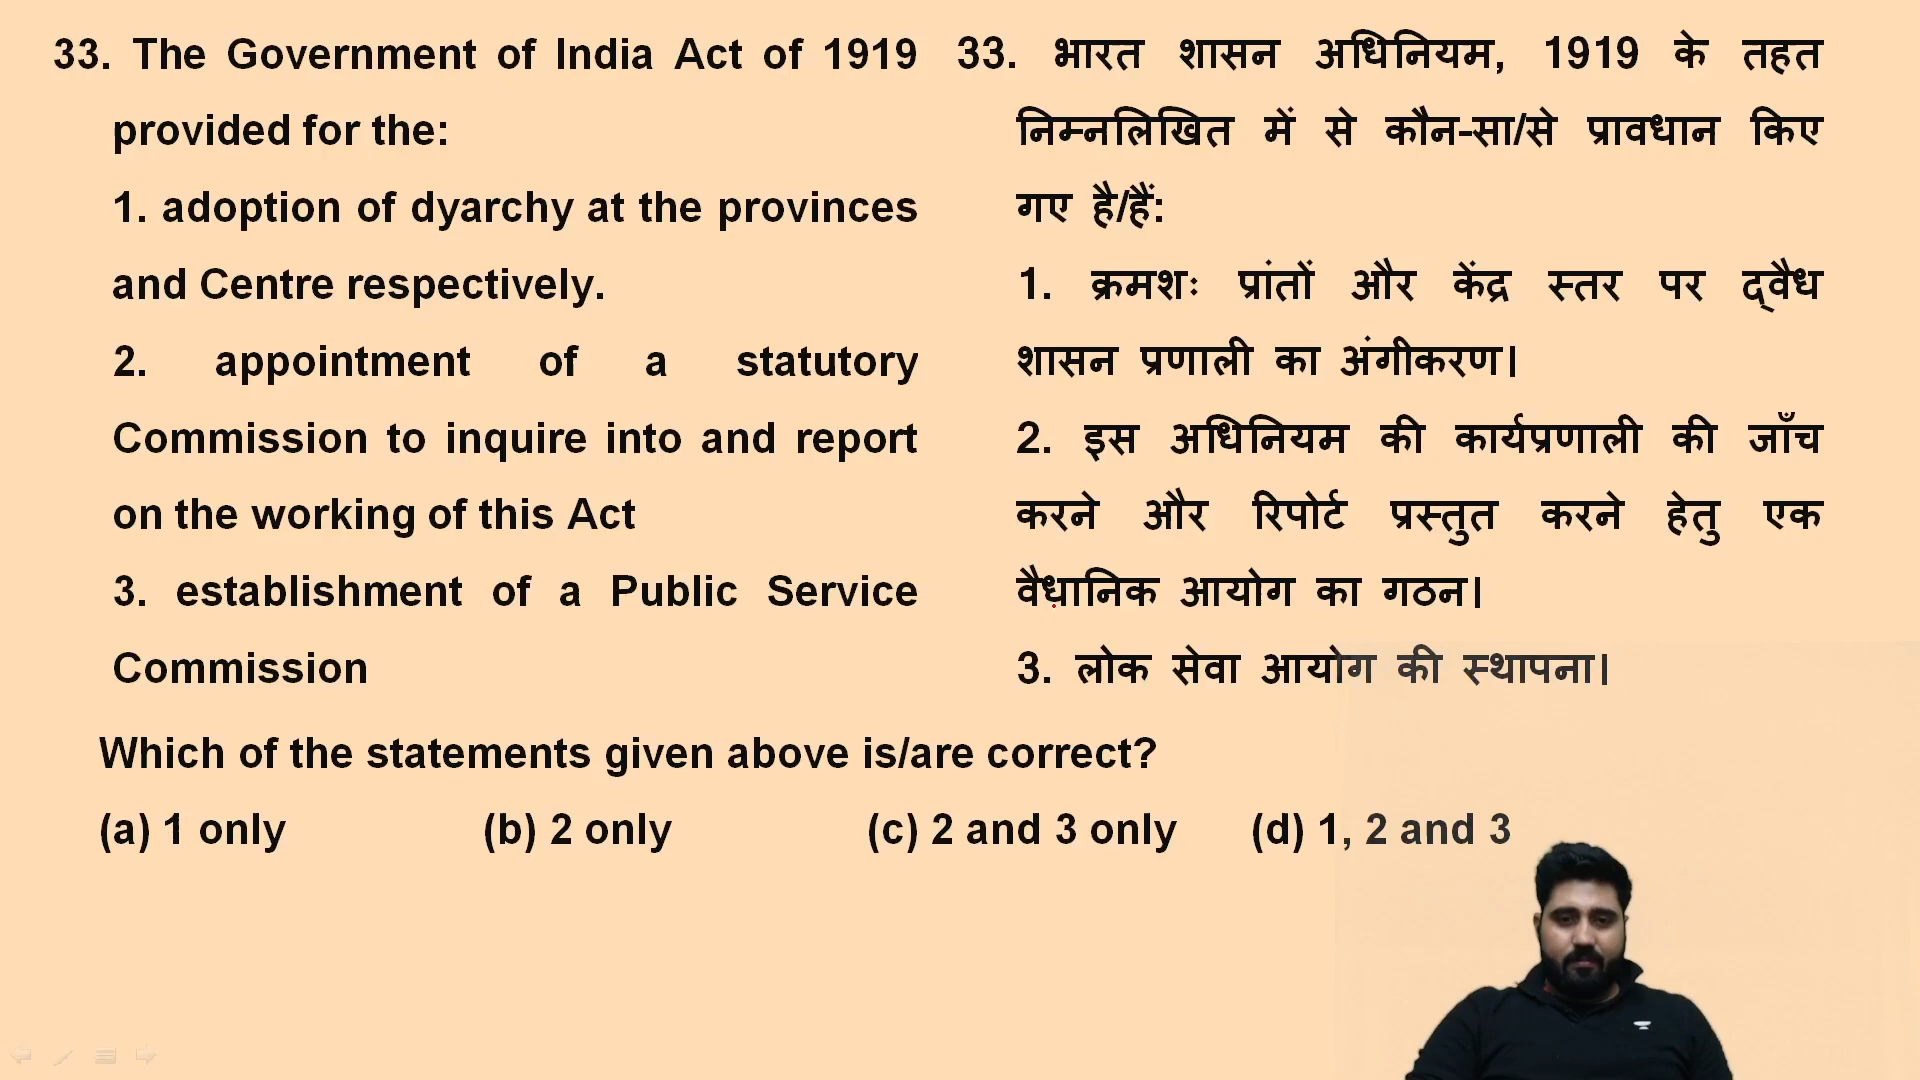 33. The Government of India Act of 1919
provided for the:
1. adoption of dyarchy at the provinces
and Centre respectively.
2. appointment of a statutory
Commission to inquire into and report
on the working of this Act
3. establishment of a Public Service
Commission
33. भारत शासन अधिनियम, 1919 के तहत
निम्नलिखित में से कौन-सा/से प्रावधान किए
गए है/हैं:
1. क्रमशः प्रांतों और केंद्र स्तर पर द्वैध
शासन प्रणाली का अंगीकरण।
2. इस अधिनियम की कार्यप्रणाली की जाँच
करने और रिपोर्ट प्रस्तुत करने हेतु एक
वैधानिक आयोग का गठन।
3. लोक सेवा आयोग की स्थापना।
Which of the statements given above is/are correct?
(a) 1 only (b) 2 only (c) 2 and 3 only (d) 1, 2 and 3